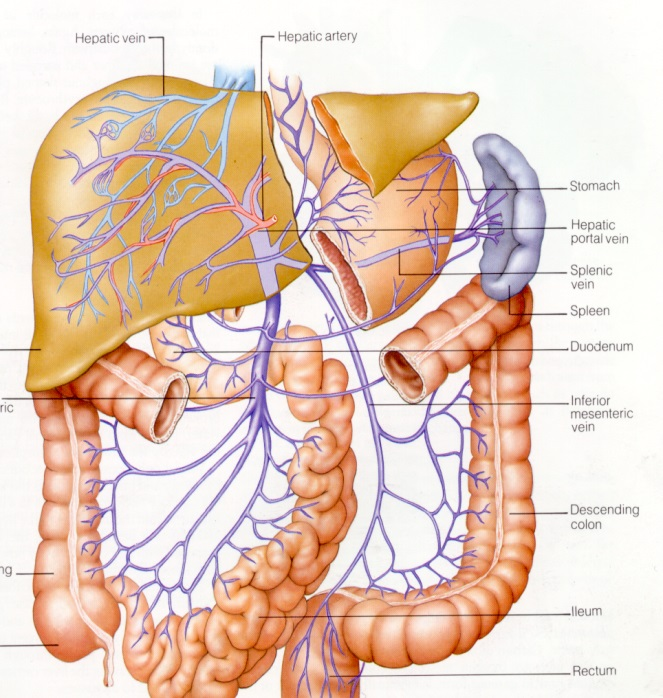 Hepatic vein
Hepatic artery
Stomach
Hepatic
portal vein
Splenic
vein
Spleen
Duodenum
Inferior
mesenteric
vein
Descending
colon
Ileum
Rectum
ric
ng